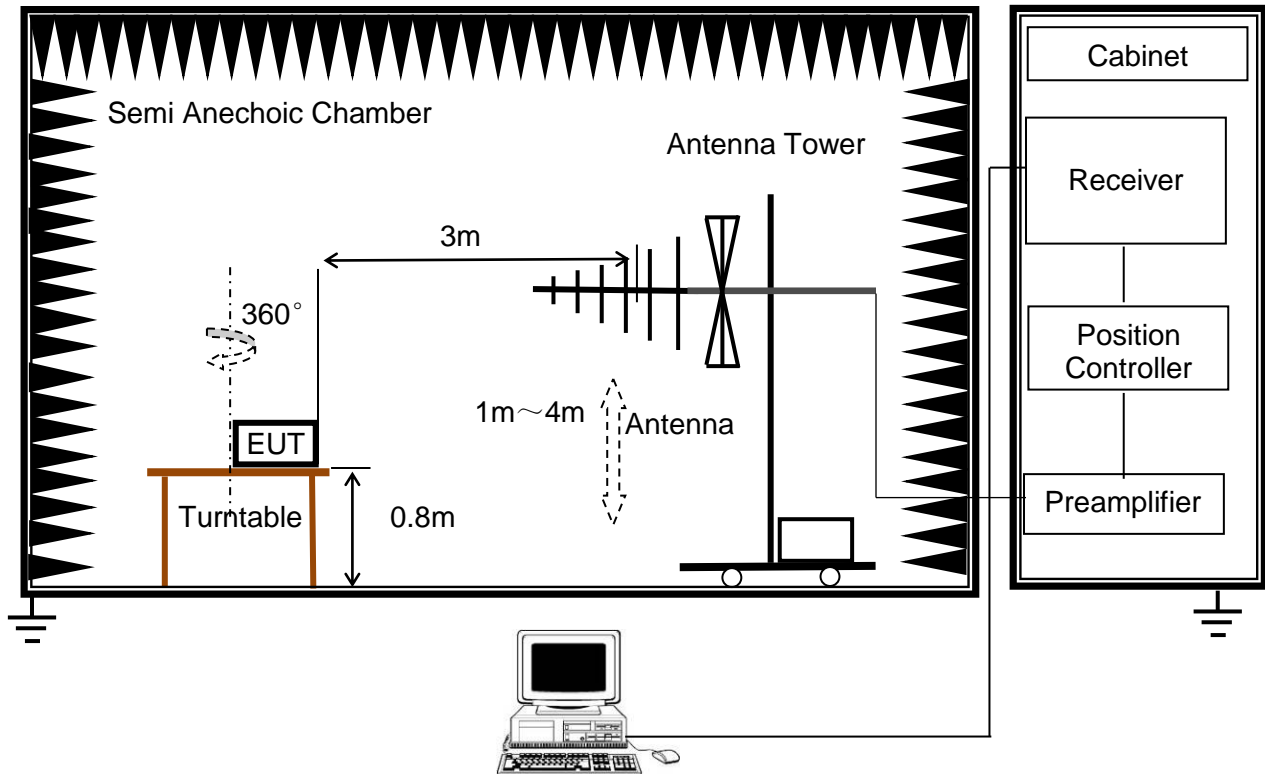 Cabinet
Semi Anechoic Chamber
Antenna Tower
Receiver
3m
360°
Position
Controller
1m～4m
Antenna
EUT
Turntable
0.8m
Preamplifier